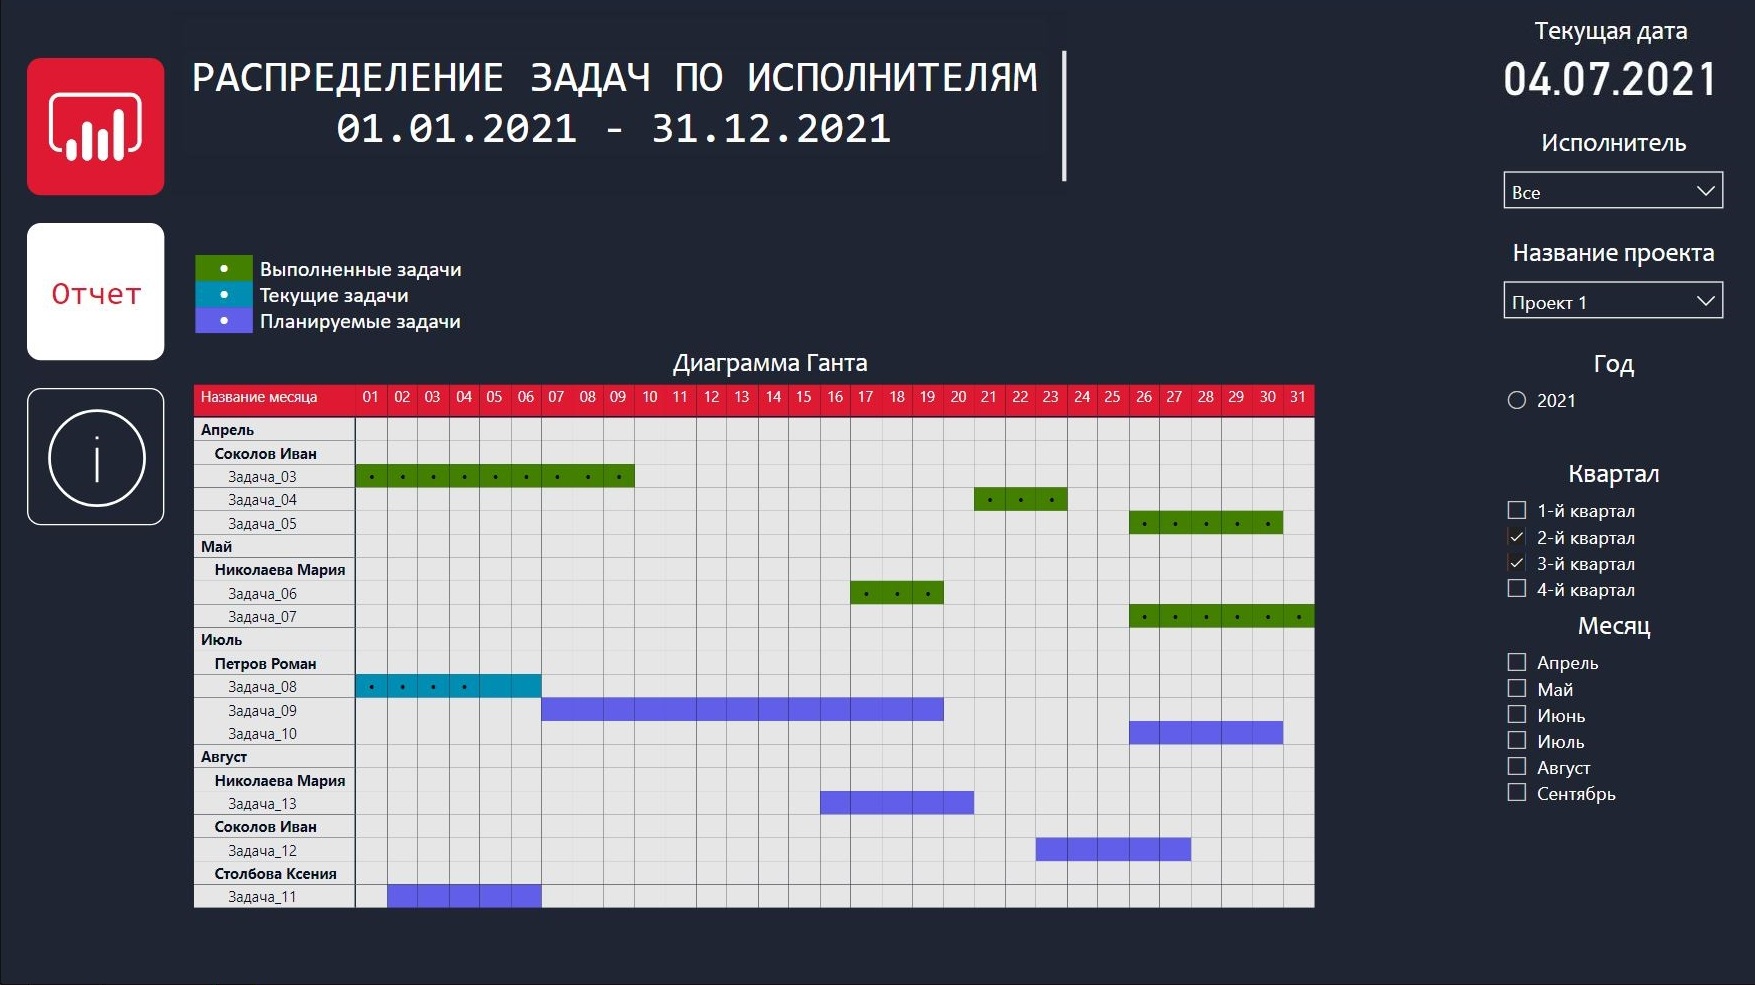 РАСПРЕДЕЛЕНИЕ ЗАДАЧ ПО ИСПОЛНИТЕЛЯМ
01.01.2021 - 31.12.2021
Отчет
i
Выполненные задачи
Текущие задачи
Планируемые задачи
Диаграмма Ганта
Название месяца 01 02 03 04 05 06 07 08 09 10 11 12 13 14 15 16 17 18 19 20 21 22 23 24 25 26 27 28 29 30 31
Апрель
Соколов Иван
Задача_03
Задача_04
Задача_05
Май
Николаева Мария
Задача_06
Задача_07
Июль
Петров Роман
Задача_08
Задача_09
Задача_10
Август
Николаева Мария
Задача_13
Соколов Иван
Задача_12
Столбова Ксения
Задача_11
Текущая дата
04.07.2021
Исполнитель
Все
Название проекта
Проект 1
Год
2021
Квартал
1-й квартал
2-й квартал
3-й квартал
4-й квартал
Месяц
Апрель
Май
Июнь
Июль
Август
Сентябрь